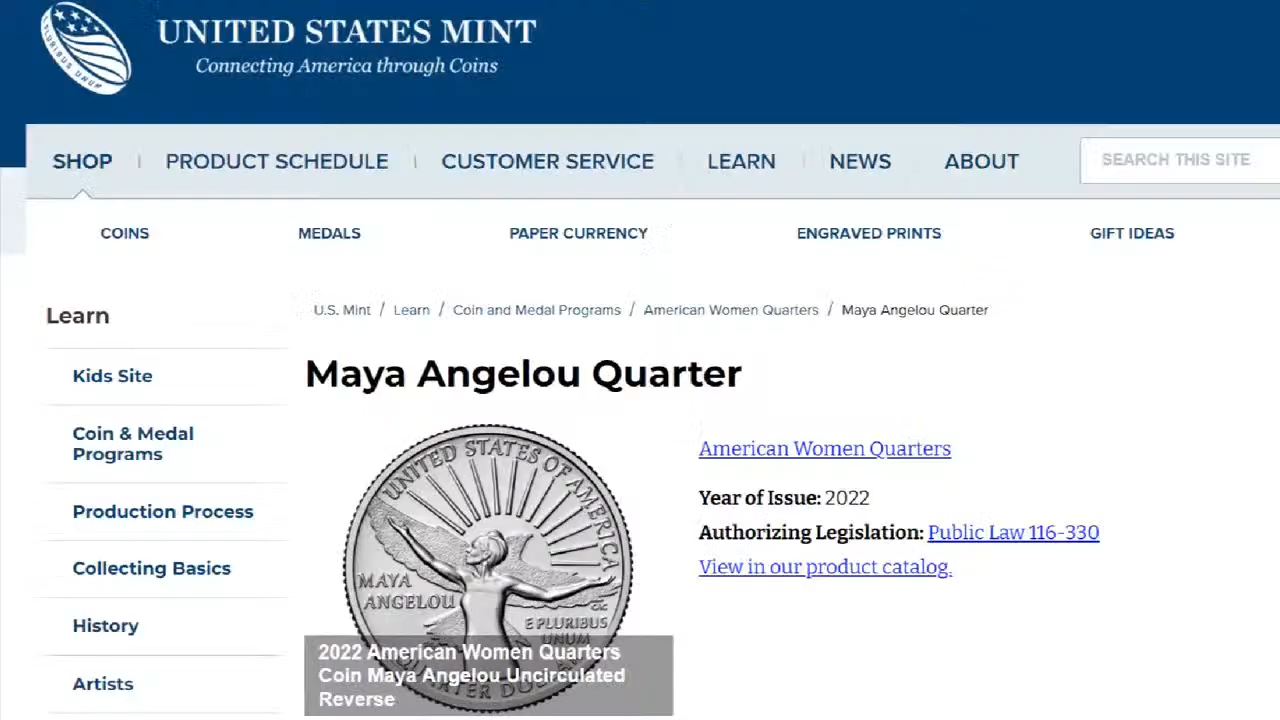 PLURIBUS UNUM
UNITED STATES MINT
Connecting America through Coins
SHOP
PRODUCT SCHEDULE
CUSTOMER SERVICE
LEARN
NEWS
ABOUT
SEARCH THIS SITE
COINS
MEDALS
PAPER CURRENCY
ENGRAVED PRINTS
GIFT IDEAS
Learn
Kids Site
Coin & Medal
Programs
Production Process
Collecting Basics
History
Artists
U.S. Mint / Learn / Coin and Medal Programs / American Women Quarters / Maya Angelou Quarter
Maya Angelou Quarter
UNITED STATES OF AMERICA
MAYA
ANGELOU
E PLURIBUS
UNUM
QUARTER
2022 American Women Quarters
Coin Maya Angelou Uncirculated
Reverse
American Women Quarters
Year of Issue: 2022
Authorizing Legislation: Public Law 116-330
View in our product catalog.